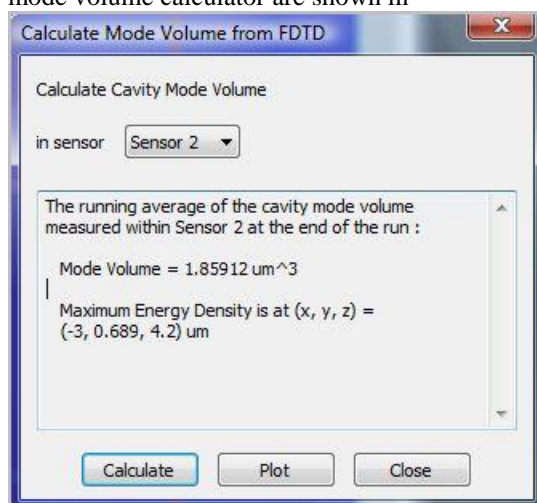 mode volume calculator are shown in
Calculate Mode Volume from FDTD
Calculate Cavity Mode Volume
in sensor Sensor 2
The running average of the cavity mode volume
measured within Sensor 2 at the end of the run :
Mode Volume = 1.85912 um^3
Maximum Energy Density is at (x, y, z) =
(-3, 0.689, 4.2) um
Calculate Plot Close